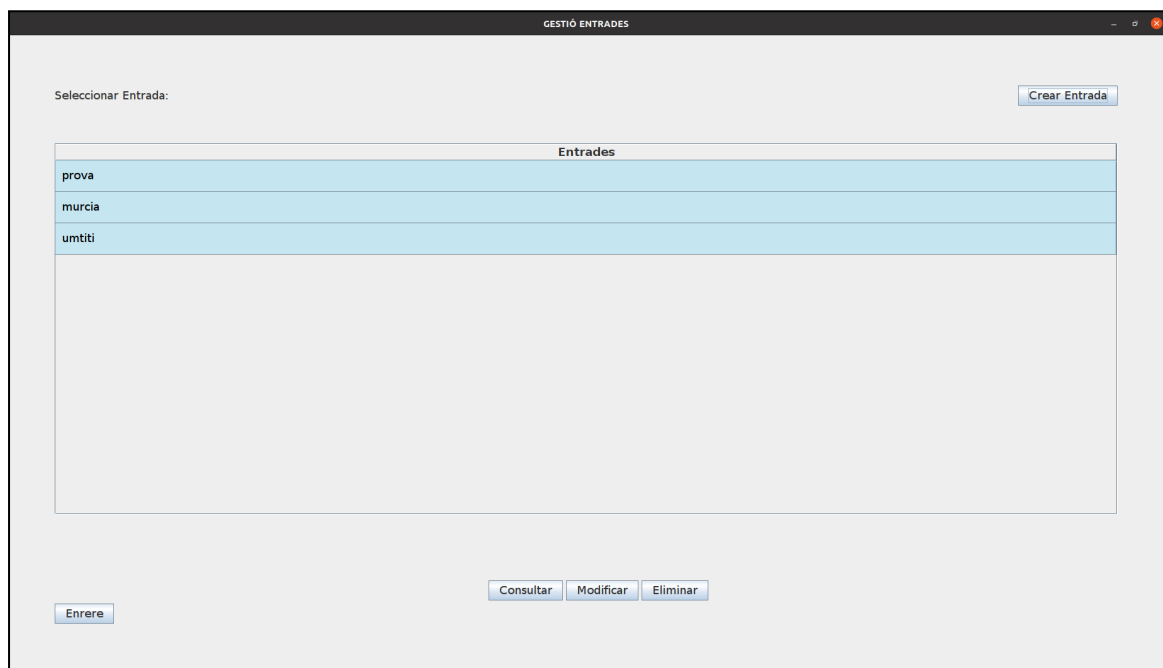 GESTIÓ ENTRADES
Seleccionar Entrada: Crear Entrada
Entrades
prova
murcia
umtiti
Consultar Modificar Eliminar
Enrere